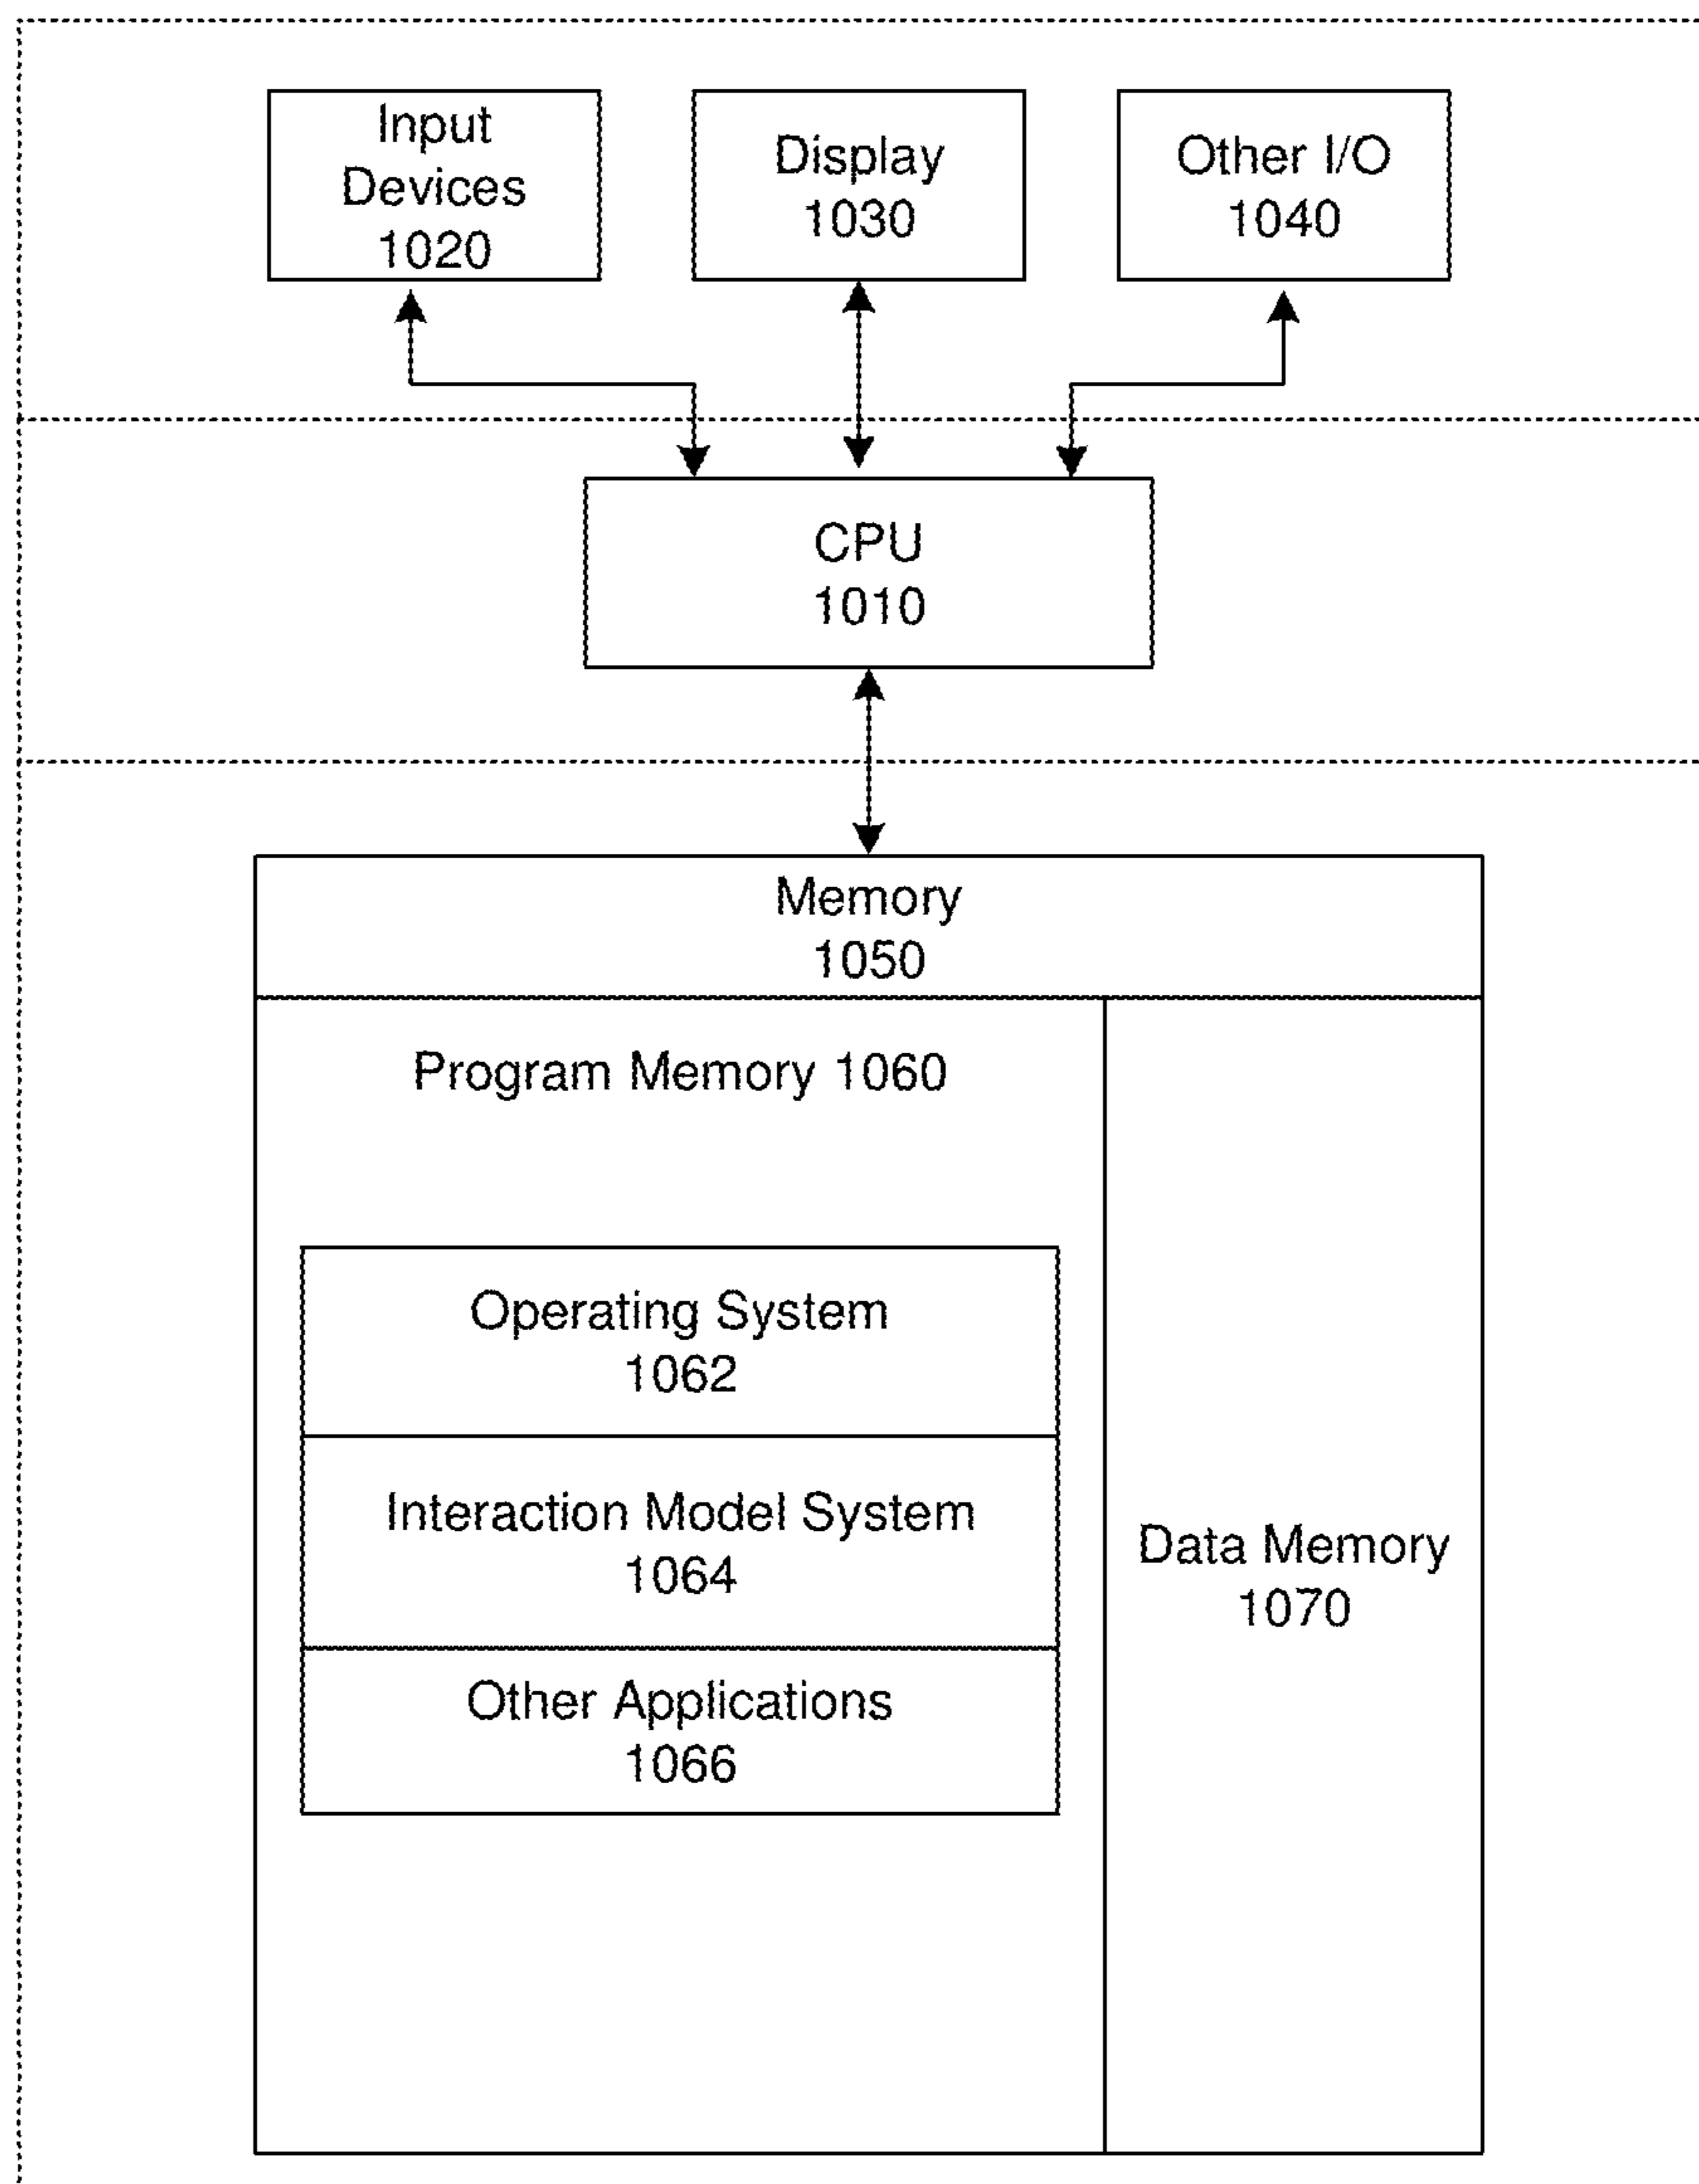 Input
Devices
1020
Display
1030
Other I/O
1040
CPU
1010
Memory
1050
Program Memory 1060
Operating System
1062
Interaction Model System
1064
Other Applications
1066
Data Memory
1070